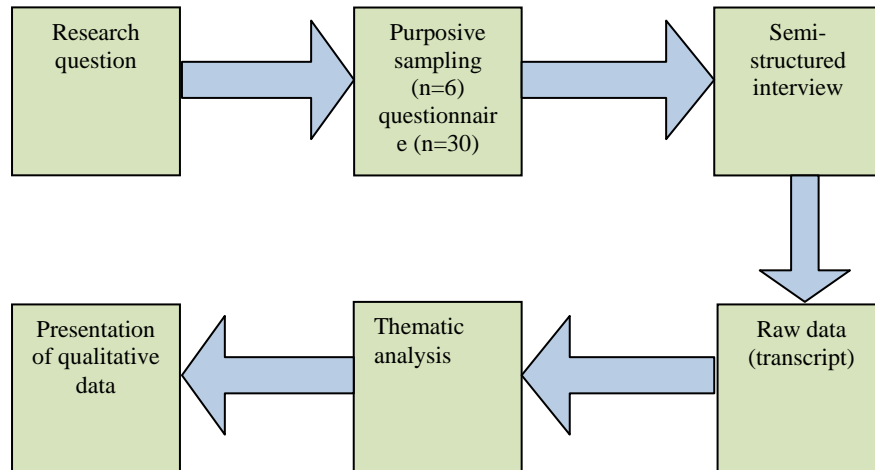 Research
question
Purposive
sampling
(n=6)
questionnair
e (n=30)
Semi-
structured
interview
Raw data
(transcript)
Thematic
analysis
Presentation
of qualitative
data